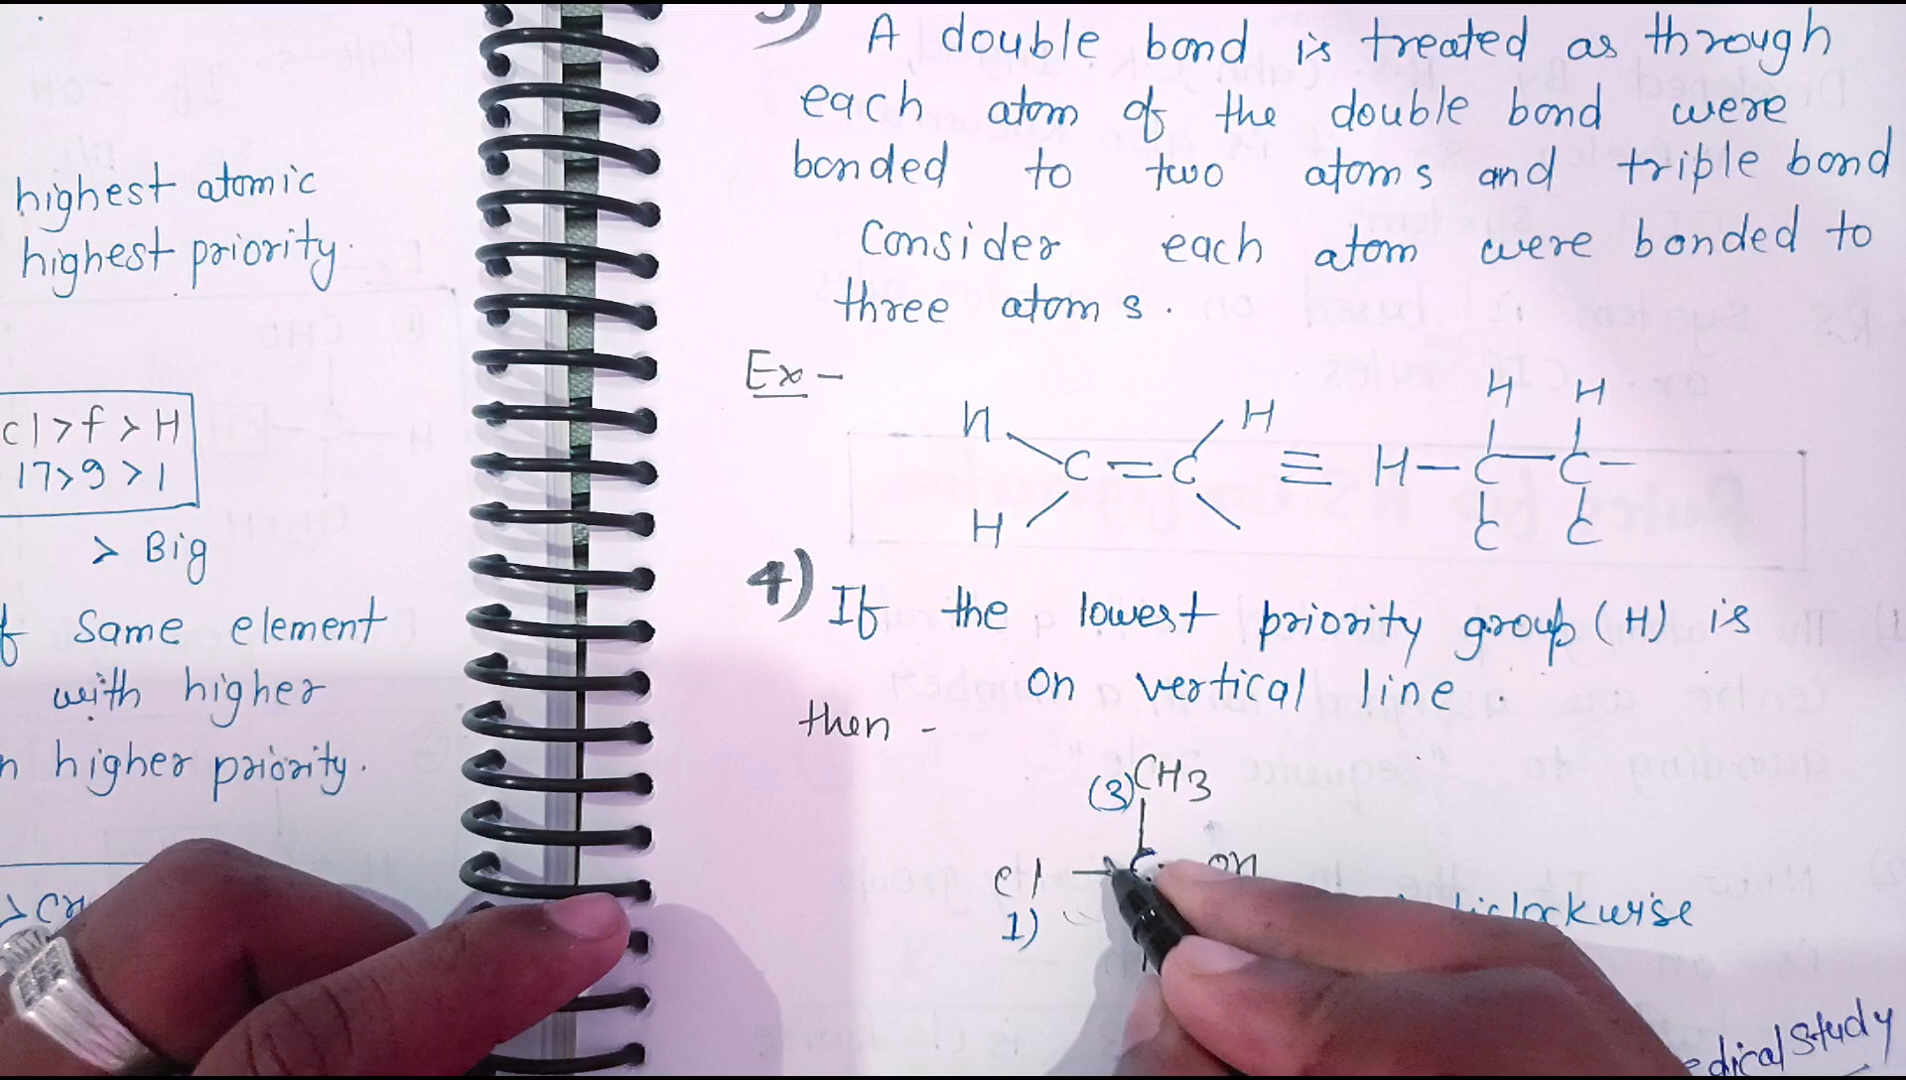 highest atomic
highest priority.
cl>f>H
17>9>1
> Big
same element
with higher
higher priority.
3)
A double bond is treated as through
each atom of the double bond were
bonded to two atoms and triple bond
Consider each atom were bonded to
three atoms.
Ex -
H H H H
C = C ≡ H - C - C -
H C C
4) If the lowest priority group (H) is
on vertical line
then -
(3) CH3
cl - C
1)
clockwise
study